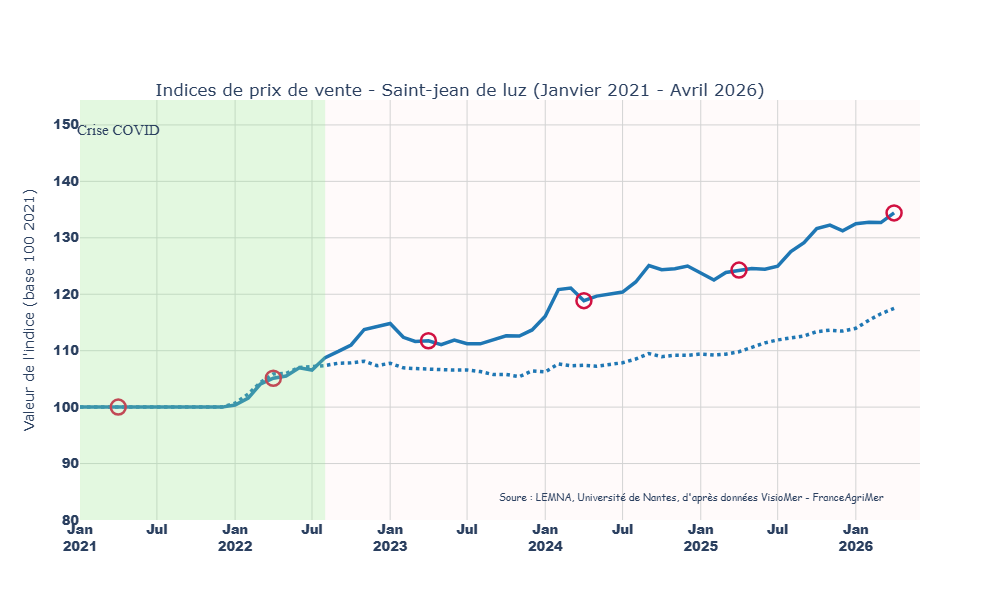 Indices de prix de vente - Saint-jean de luz (Janvier 2021 - Avril 2026)
Valeur de l'indice (base 100 2021)
150
Crise COVID
140
130
120
110
100
90
80
Soure : LEMNA, Université de Nantes, d'après données VisioMer - FranceAgriMer
Jan Jul Jan Jul Jan Jul Jan Jul Jan Jul Jan
2021 2022 2023 2024 2025 2026